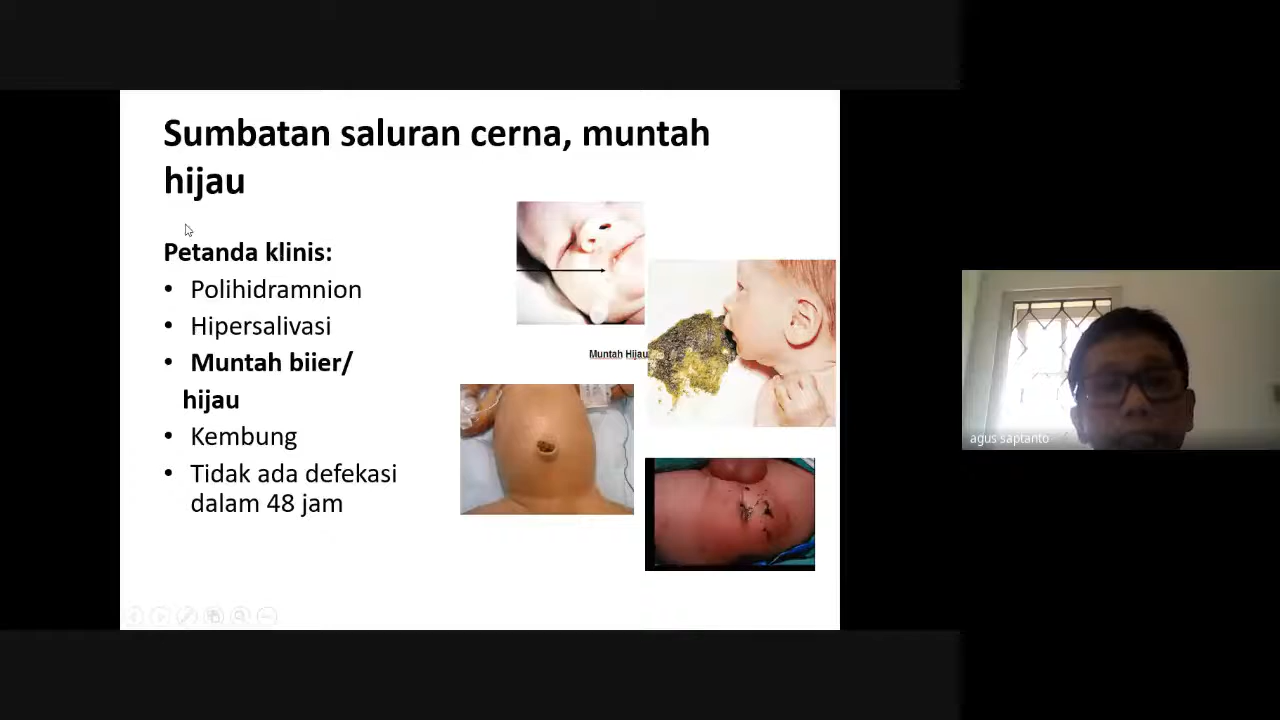 Sumbatan saluran cerna, muntah
hijau
Petanda klinis:
• Polihidramnion
• Hipersalivasi
• Muntah biier/
hijau
• Kembung
• Tidak ada defekasi
dalam 48 jam
Muntah Hijau
agus saptanto